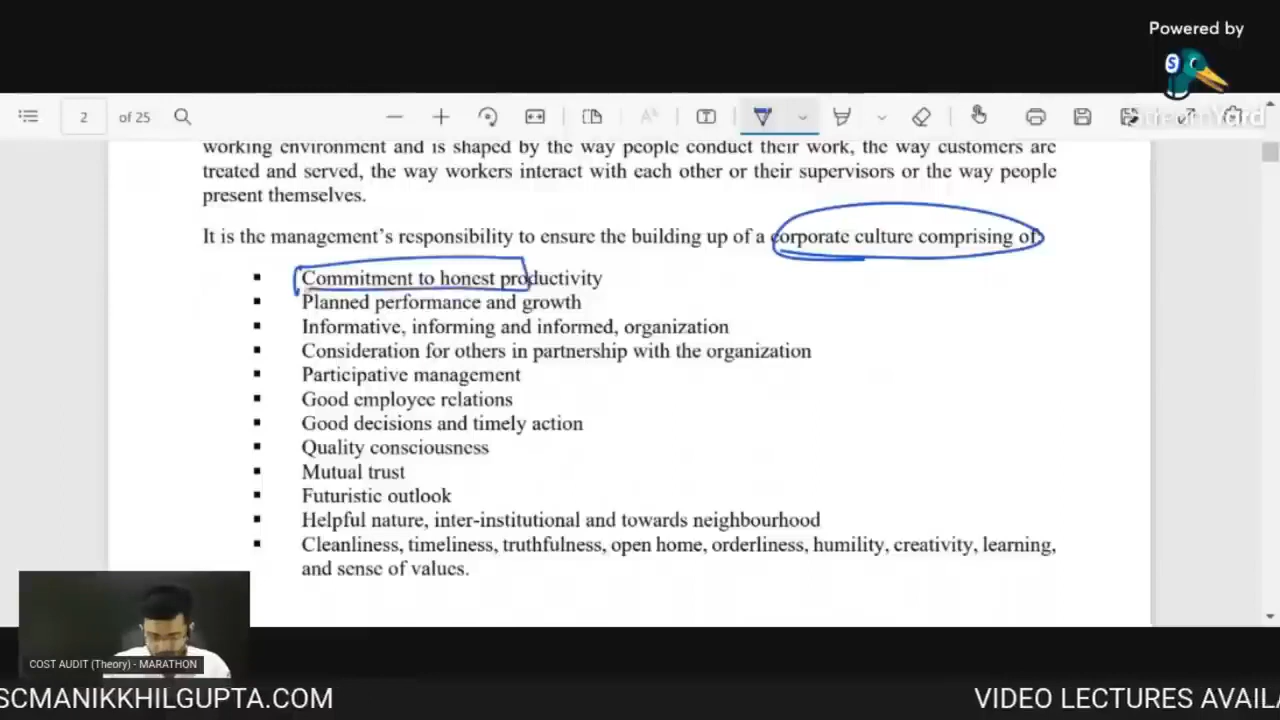 Powered by
2 of 25
working environment and is shaped by the way people conduct their work, the way customers are
treated and served, the way workers interact with each other or their supervisors or the way people
present themselves.
It is the management's responsibility to ensure the building up of a corporate culture comprising of:
▪ Commitment to honest productivity
▪ Planned performance and growth
▪ Informative, informing and informed, organization
▪ Consideration for others in partnership with the organization
▪ Participative management
▪ Good employee relations
▪ Good decisions and timely action
▪ Quality consciousness
▪ Mutual trust
▪ Futuristic outlook
▪ Helpful nature, inter-institutional and towards neighbourhood
▪ Cleanliness, timeliness, truthfulness, open home, orderliness, humility, creativity, learning,
and sense of values.
COST AUDIT (Theory) - MARATHON
SCMANIKKHILGUPTA.COM
VIDEO LECTURES AVAILA